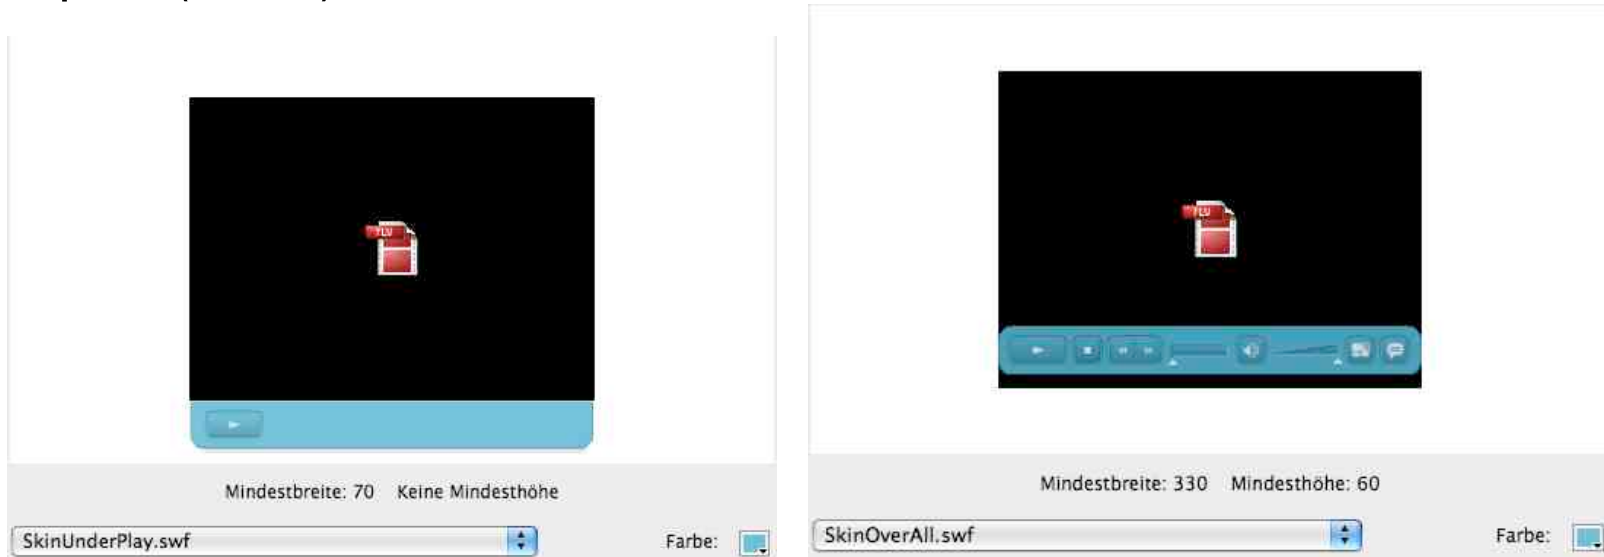 FLV
Mindestbreite: 70 Keine Mindesthöhe
SkinUnderPlay.swf
Farbe:
FLV
Mindestbreite: 330 Mindesthöhe: 60
SkinOverAll.swf
Farbe: